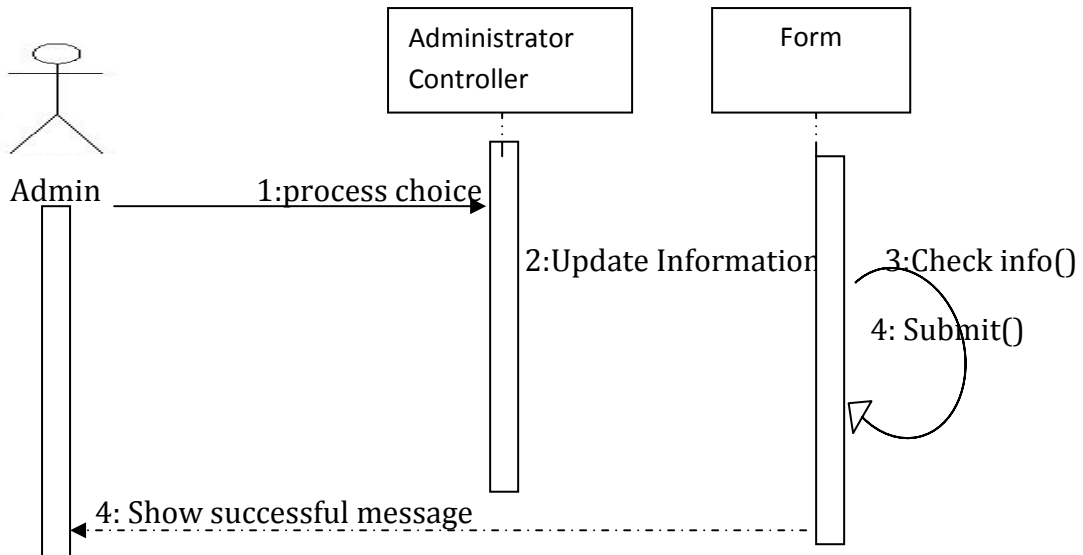 Administrator
Controller
Form
Admin
1:process choice
2:Update Information
3:Check info()
4: Submit()
4: Show successful message